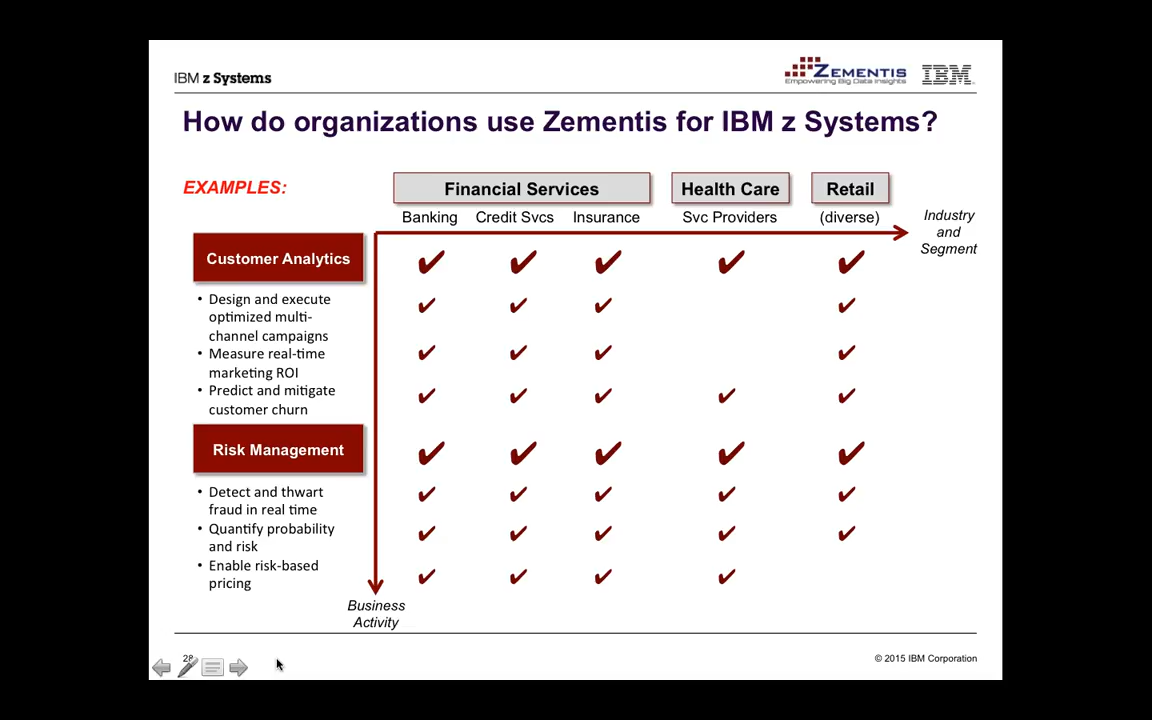 IBM z Systems
ZEMENTIS
Empowering Big Data Insights
IBM
How do organizations use Zementis for IBM z Systems?
EXAMPLES:
Financial Services
Health Care
Retail
Banking
Credit Svcs
Insurance
Svc Providers
(diverse)
Industry
and
Segment
Customer Analytics
✔ ✔ ✔ ✔ ✔
• Design and execute
optimized multi-
channel campaigns
✔ ✔ ✔ ✔
• Measure real-time
marketing ROI
✔ ✔ ✔ ✔
• Predict and mitigate
customer churn
✔ ✔ ✔ ✔ ✔
Risk Management
✔ ✔ ✔ ✔ ✔
• Detect and thwart
fraud in real time
✔ ✔ ✔ ✔ ✔
• Quantify probability
and risk
✔ ✔ ✔ ✔ ✔
• Enable risk-based
pricing
✔ ✔ ✔ ✔
Business
Activity
© 2015 IBM Corporation